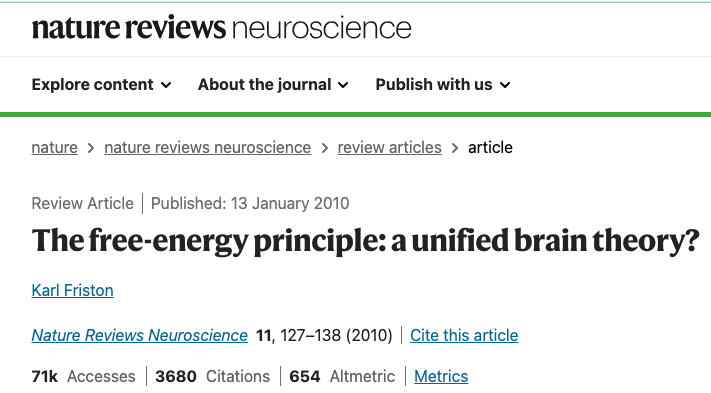 nature reviews neuroscience
Explore content About the journal Publish with us
nature > nature reviews neuroscience > review articles > article
Review Article | Published: 13 January 2010
The free-energy principle: a unified brain theory?
Karl Friston
Nature Reviews Neuroscience 11, 127–138 (2010) | Cite this article
71k Accesses | 3680 Citations | 654 Altmetric | Metrics